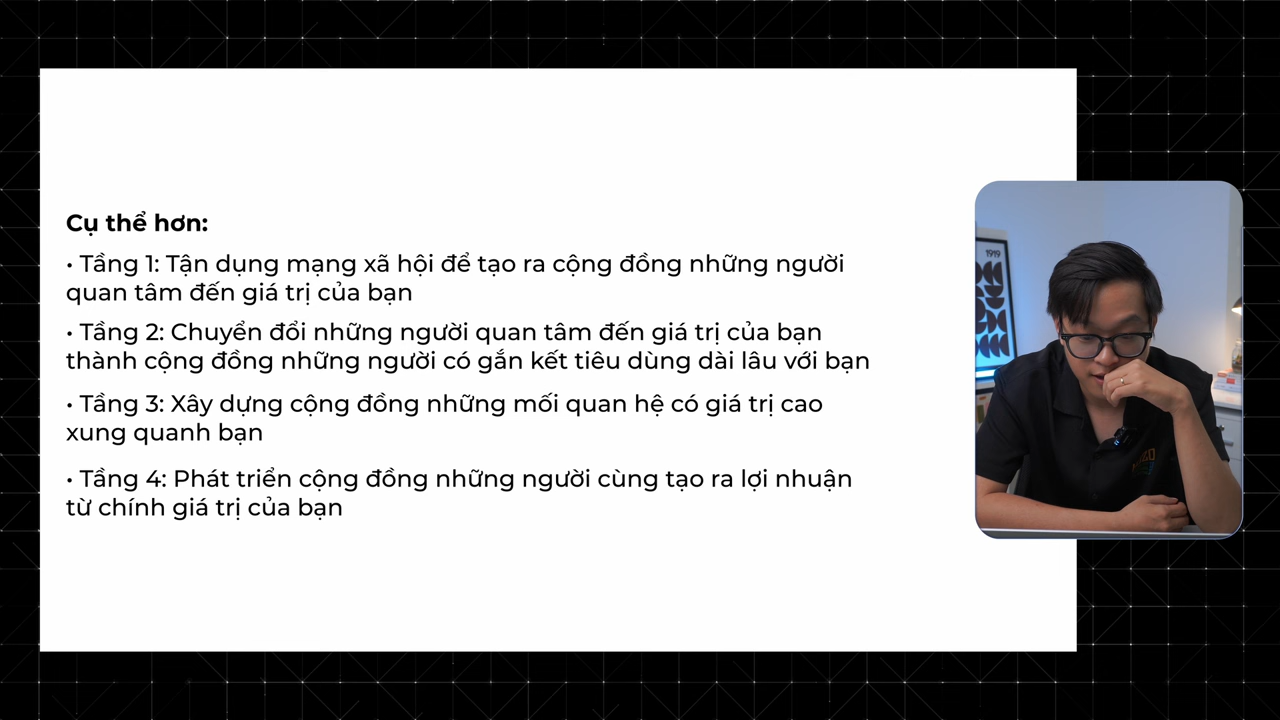 Cụ thể hơn:
• Tầng 1: Tận dụng mạng xã hội để tạo ra cộng đồng những người
quan tâm đến giá trị của bạn
• Tầng 2: Chuyển đổi những người quan tâm đến giá trị của bạn
thành cộng đồng những người có gắn kết tiêu dùng dài lâu với bạn
• Tầng 3: Xây dựng cộng đồng những mối quan hệ có giá trị cao
xung quanh bạn
• Tầng 4: Phát triển cộng đồng những người cùng tạo ra lợi nhuận
từ chính giá trị của bạn
1919